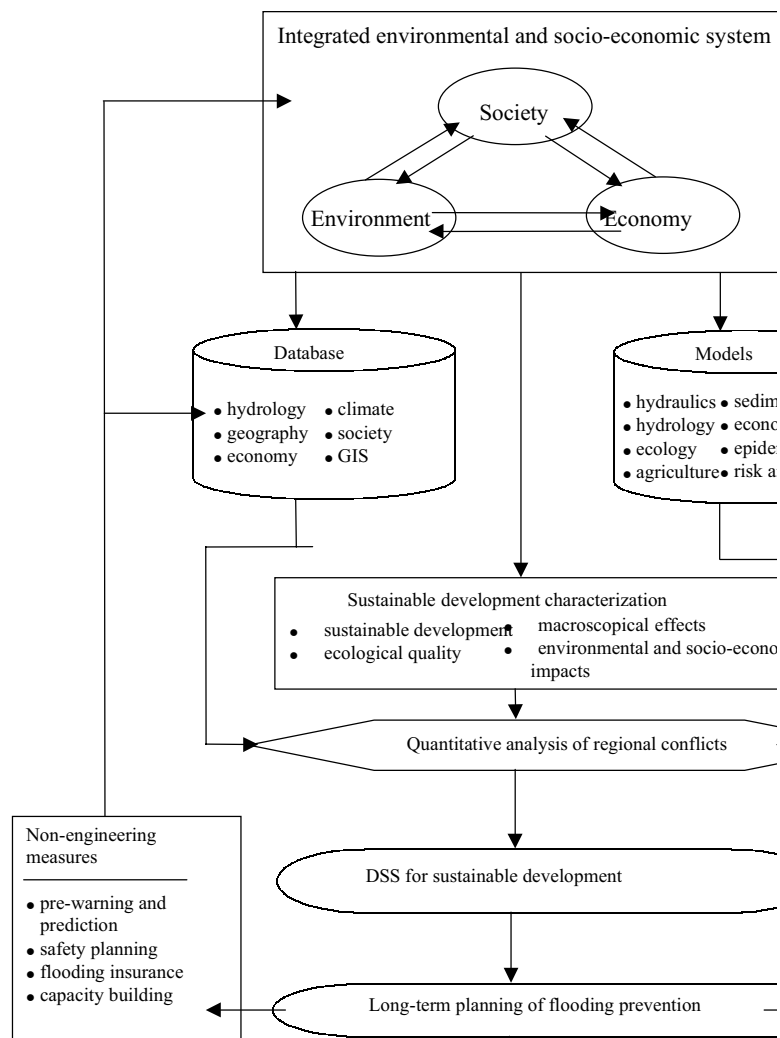 Integrated environmental and socio-economic system
Society
Environment
Economy
Database
• hydrology • climate
• geography • society
• economy • GIS
Models
• hydraulics •
• hydrology •
• ecology •
• agriculture • risk
Sustainable development characterization
• sustainable development
• ecological quality
• macroscopical effects
• environmental and
impacts
Quantitative analysis of regional conflicts
DSS for sustainable development
Long-term planning of flooding prevention
Non-engineering
measures
• pre-warning and
prediction
• safety planning
• flooding insurance
• capacity building